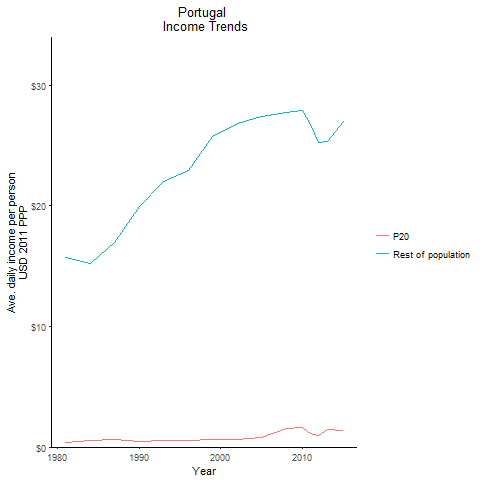 Portugal
Income Trends
Ave. daily income per person
USD 2011 PPP
$30
$20
$10
$0
1980
1990
2000
2010
Year
P20
Rest of population